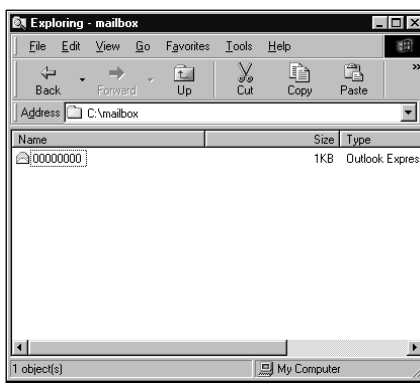 Exploring - mailbox
File Edit View Go Favorites Tools Help
Back Forward Up Cut Copy Paste »
Address C:\mailbox
Name Size Type
00000000 1KB Outlook Expres
1 object(s) My Computer